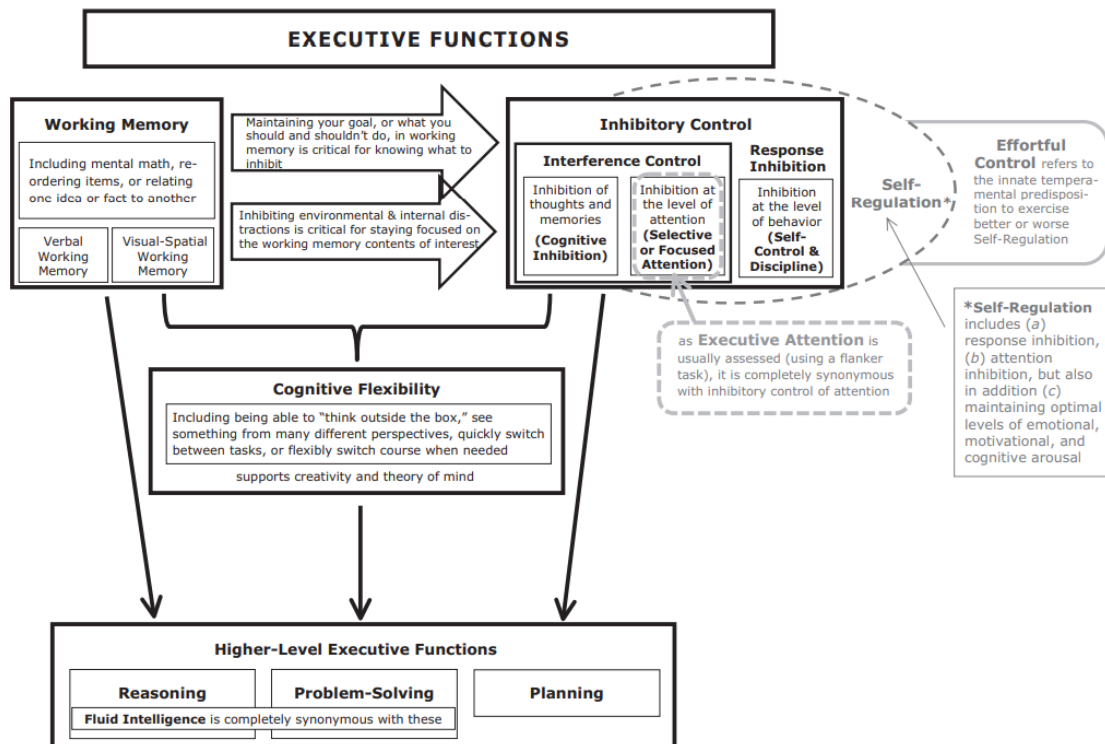 EXECUTIVE FUNCTIONS
Working Memory
Including mental math, re-
ordering items, or relating
one idea or fact to another
Verbal
Working
Memory
Visual-Spatial
Working
Memory
Maintaining your goal, or what you
should and shouldn't do, in working
memory is critical for knowing what to
inhibit
Inhibiting environmental & internal dis-
tractions is critical for staying focused on
the working memory contents of interest
Inhibitory Control
Interference Control
Inhibition of
thoughts and
memories
(Cognitive
Inhibition)
Inhibition at
the level of
attention
(Selective
or Focused
Attention)
Response
Inhibition
Inhibition
at the level
of behavior
(Self-
Control &
Discipline)
Self-
Regulation*
Effortful
Control refers to
the innate tempera-
mental predisposi-
tion to exercise
better or worse
Self-Regulation
*Self-Regulation
includes (a)
response inhibition,
(b) attention
inhibition, but also
in addition (c)
maintaining optimal
levels of emotional,
motivational, and
cognitive arousal
as Executive Attention is
usually assessed (using a flanker
task), it is completely synonymous
with inhibitory control of attention
Cognitive Flexibility
Including being able to “think outside the box,” see
something from many different perspectives, quickly switch
between tasks, or flexibly switch course when needed
supports creativity and theory of mind
Higher-Level Executive Functions
Reasoning
Problem-Solving
Planning
Fluid Intelligence is completely synonymous with these